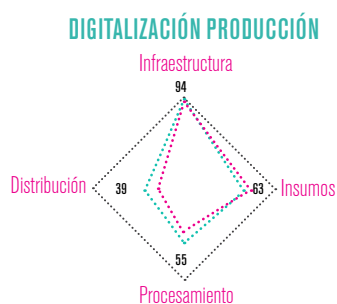 DIGITALIZACIÓN PRODUCCIÓN
Infraestructura
94
Distribución 39 63 Insumos
55
Procesamiento